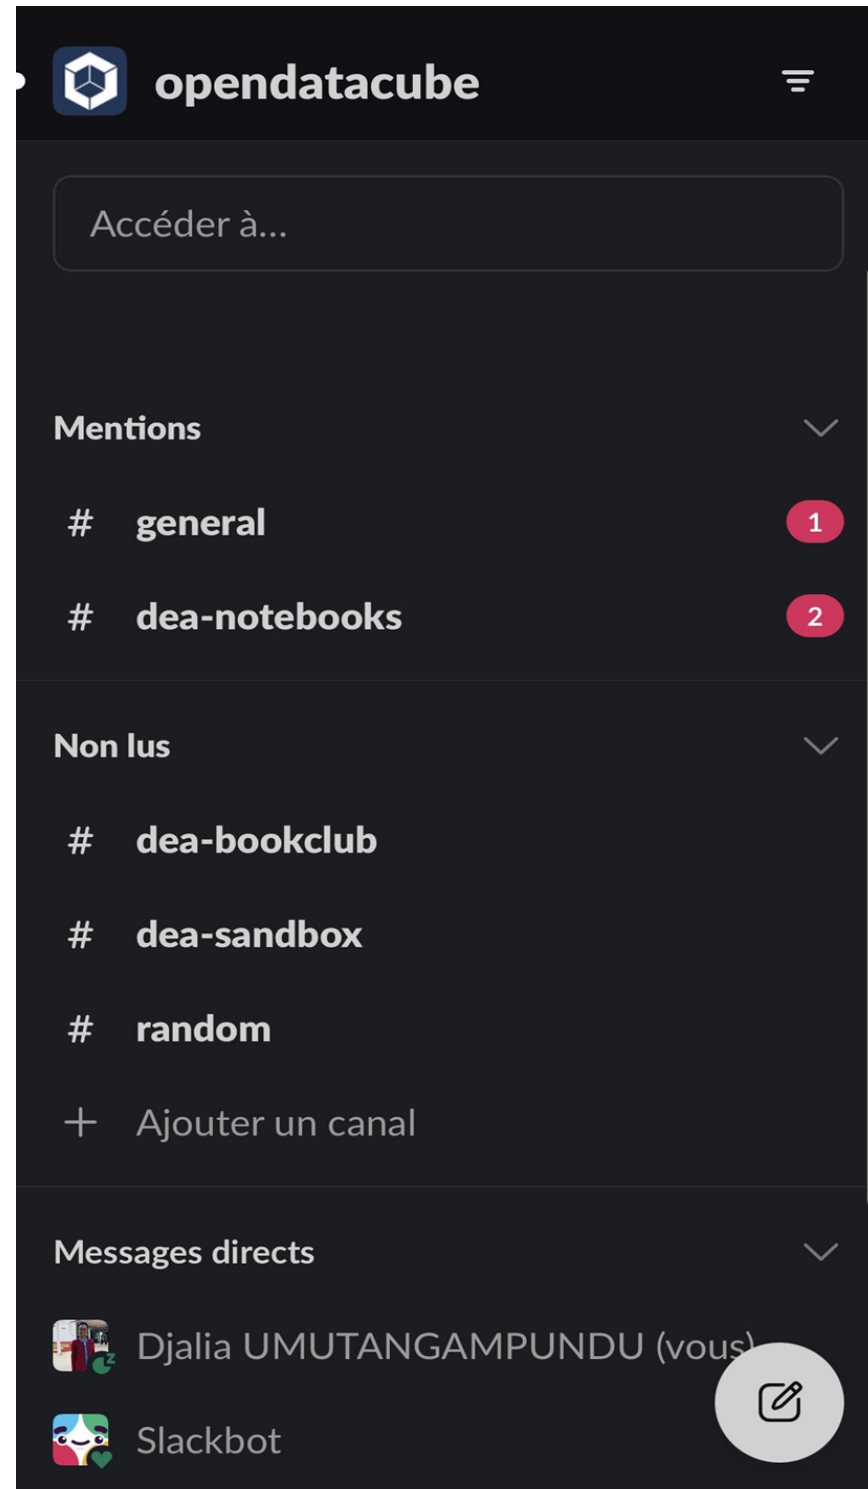 opendatacube
Accéder à...
Mentions
# general 1
# dea-notebooks 2
Non lus
# dea-bookclub
# dea-sandbox
# random
+ Ajouter un canal
Messages directs
Djalia UMUTANGAMPUNDU (vous)
Slackbot